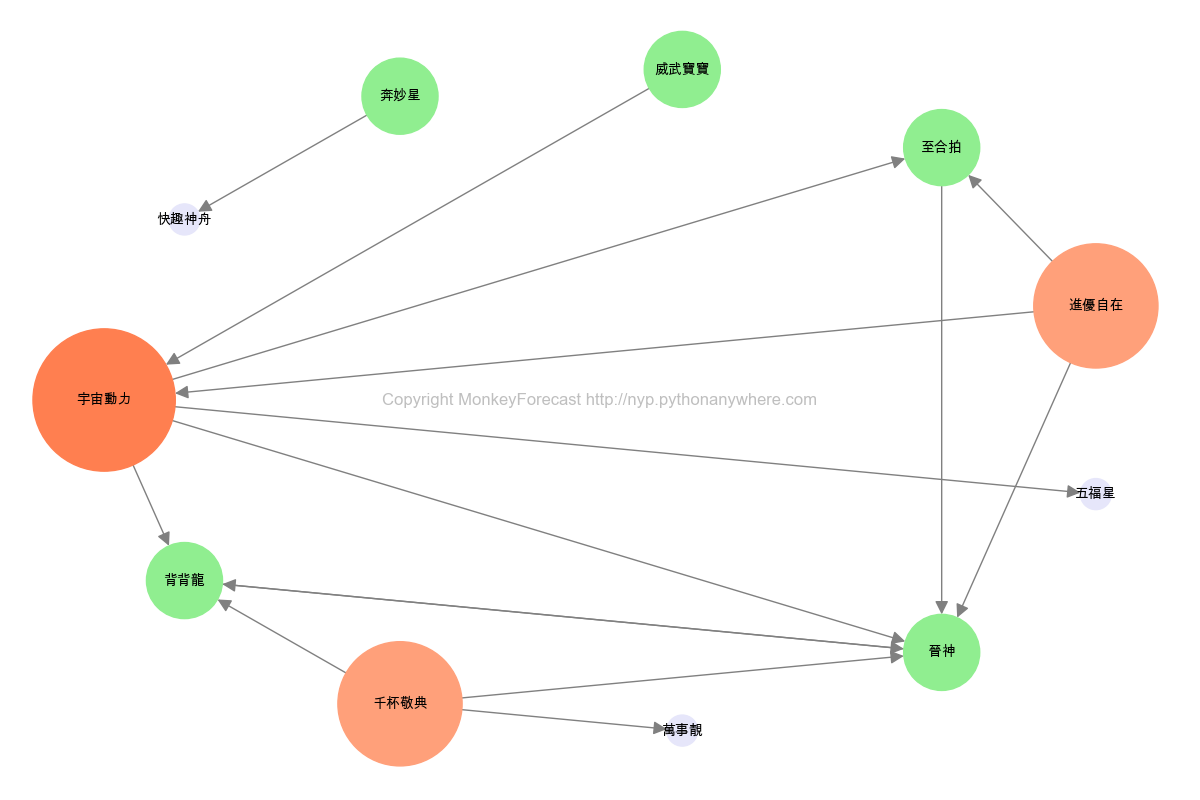 威武寶寶
奔妙星
至合拍
快趣神舟
進優自在
宇宙動力
Copyright MonkeyForecast http://nyp.pythonanywhere.com
五福星
背背龍
晉神
千杯敬典
萬事靚